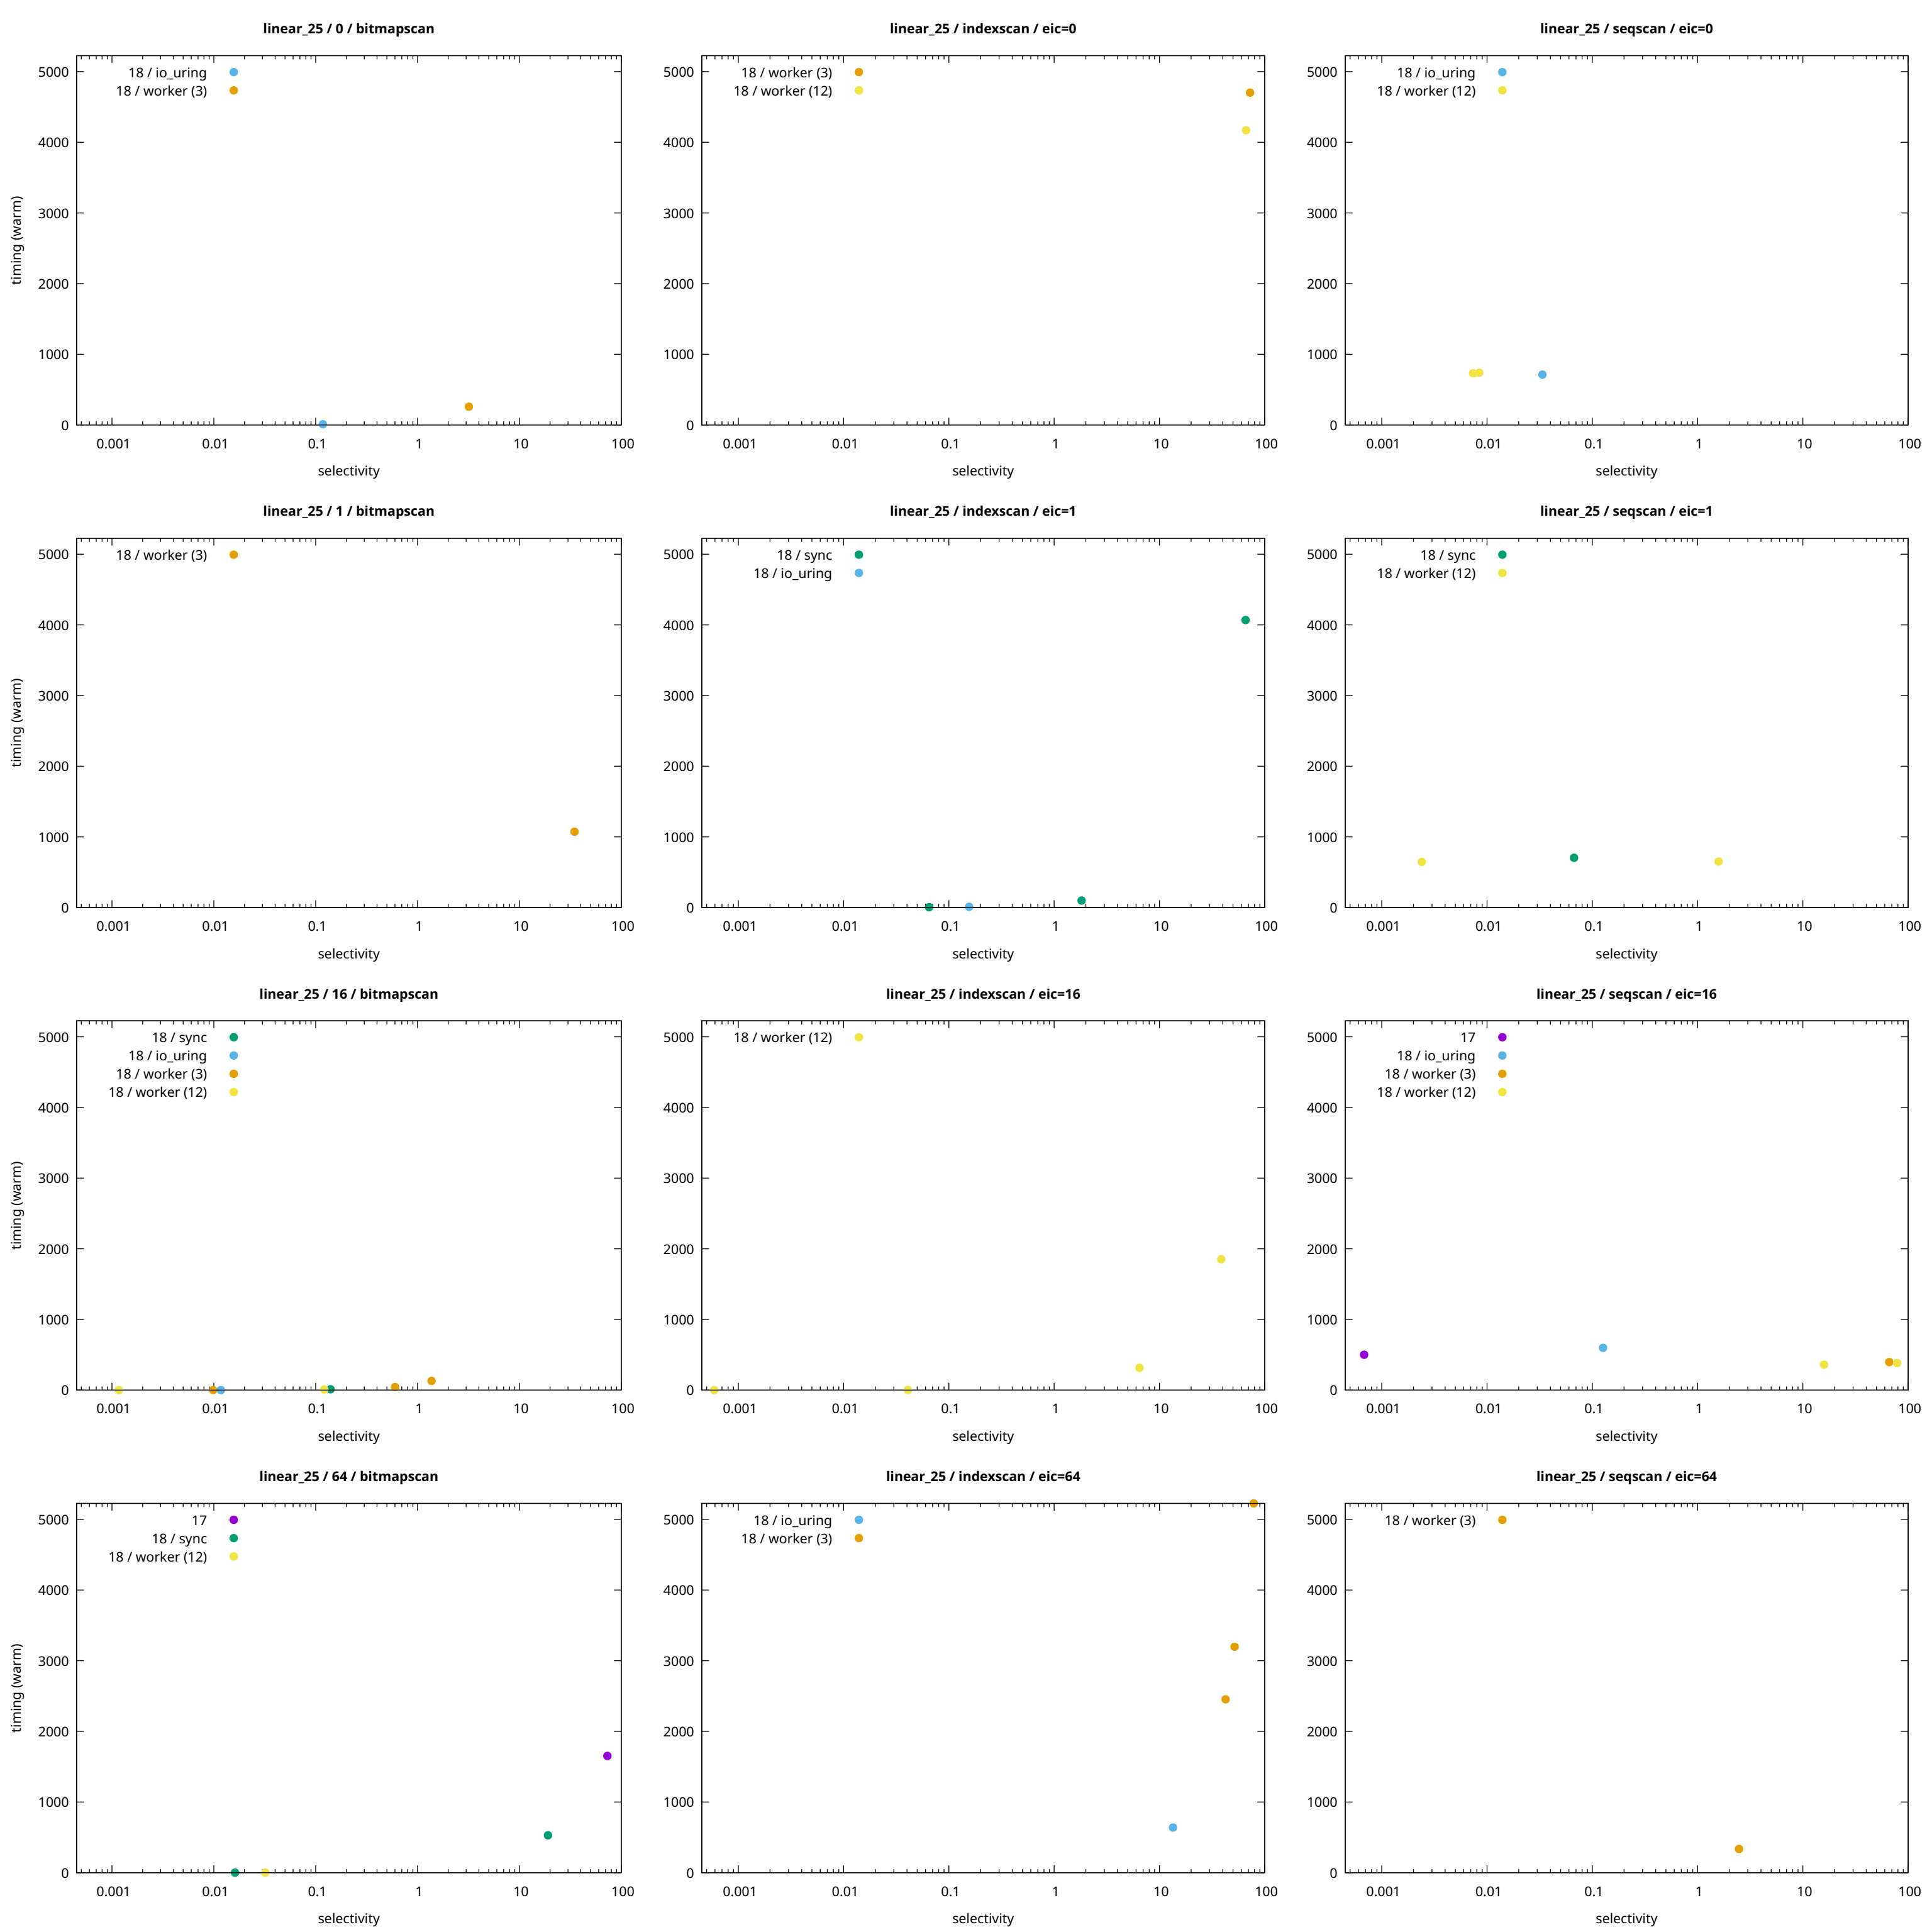 linear_25 / 0 / bitmapscan
18 / io_uring
18 / worker (3)
5000
4000
3000
2000
1000
0
timing (warm)
0.001 0.01 0.1 1 10 100
selectivity
linear_25 / indexscan / eic=0
18 / worker (3)
18 / worker (12)
5000
4000
3000
2000
1000
0
0.001 0.01 0.1 1 10 100
selectivity
linear_25 / seqscan / eic=0
18 / io_uring
18 / worker (12)
5000
4000
3000
2000
1000
0
0.001 0.01 0.1 1 10 100
selectivity
linear_25 / 1 / bitmapscan
18 / worker (3)
5000
4000
3000
2000
1000
0
timing (warm)
0.001 0.01 0.1 1 10 100
selectivity
linear_25 / indexscan / eic=1
18 / sync
18 / io_uring
5000
4000
3000
2000
1000
0
0.001 0.01 0.1 1 10 100
selectivity
linear_25 / seqscan / eic=1
18 / sync
18 / worker (12)
5000
4000
3000
2000
1000
0
0.001 0.01 0.1 1 10 100
selectivity
linear_25 / 16 / bitmapscan
18 / sync
18 / io_uring
18 / worker (3)
18 / worker (12)
5000
4000
3000
2000
1000
0
timing (warm)
0.001 0.01 0.1 1 10 100
selectivity
linear_25 / indexscan / eic=16
18 / worker (12)
5000
4000
3000
2000
1000
0
0.001 0.01 0.1 1 10 100
selectivity
linear_25 / seqscan / eic=16
17
18 / io_uring
18 / worker (3)
18 / worker (12)
5000
4000
3000
2000
1000
0
0.001 0.01 0.1 1 10 100
selectivity
linear_25 / 64 / bitmapscan
17
18 / sync
18 / worker (12)
5000
4000
3000
2000
1000
0
timing (warm)
0.001 0.01 0.1 1 10 100
selectivity
linear_25 / indexscan / eic=64
18 / io_uring
18 / worker (3)
5000
4000
3000
2000
1000
0
0.001 0.01 0.1 1 10 100
selectivity
linear_25 / seqscan / eic=64
18 / worker (3)
5000
4000
3000
2000
1000
0
0.001 0.01 0.1 1 10 100
selectivity